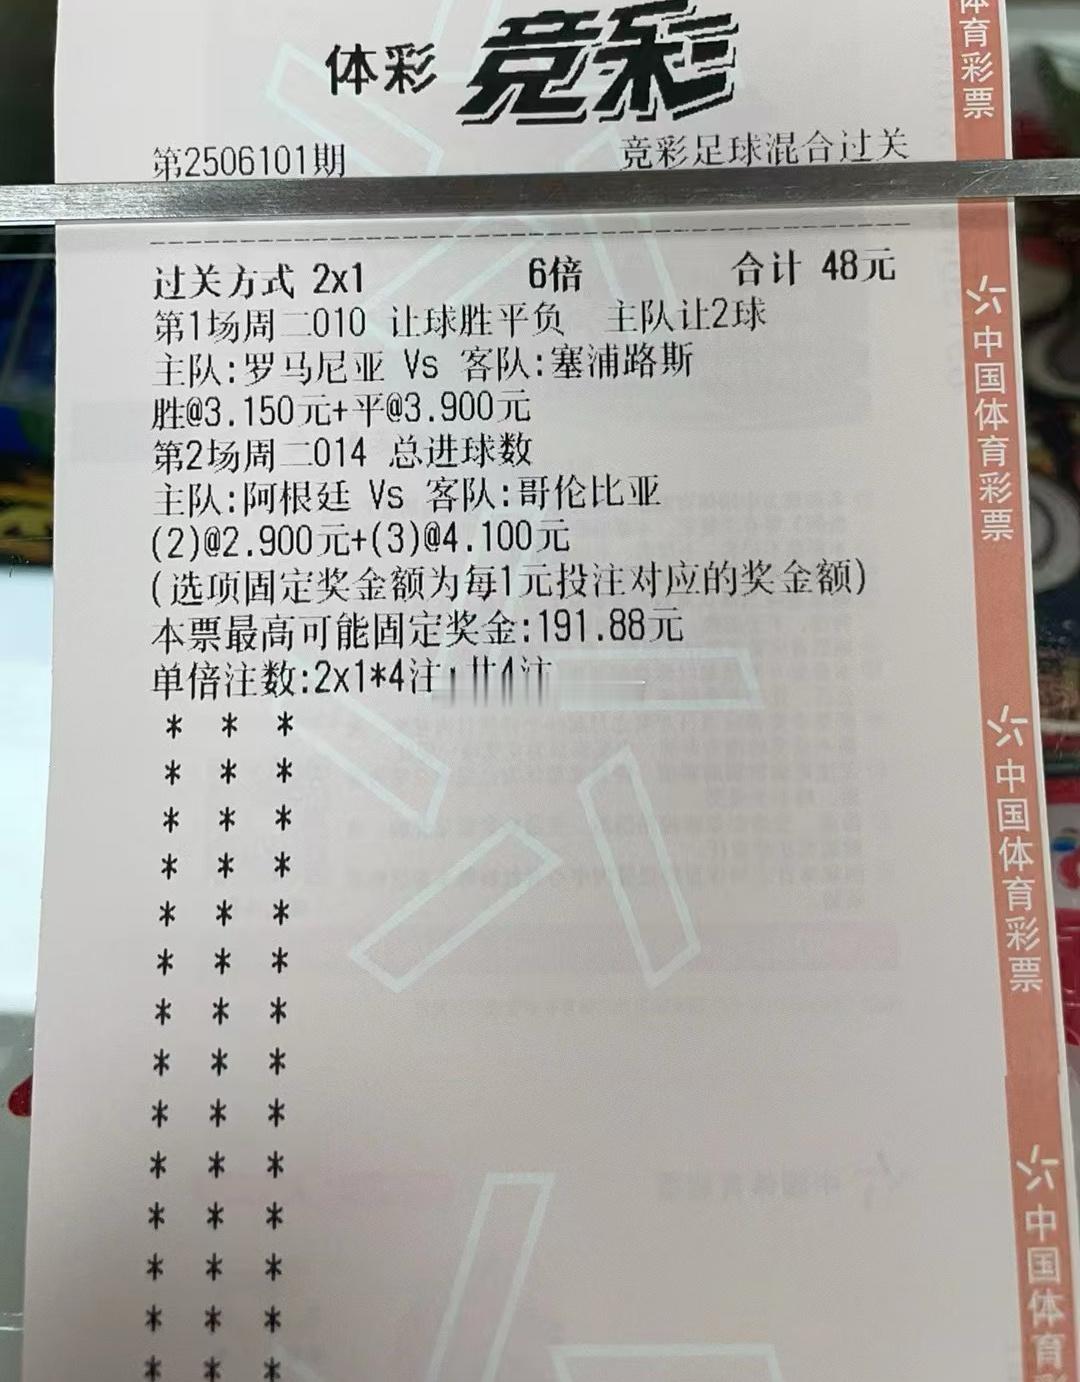 体彩 竞彩
第2506101期 竞彩足球混合过关
过关方式 2x1 6倍 合计 48元
第1场周二010 让球胜平负 主队让2球
主队:罗马尼亚 Vs 客队:塞浦路斯
胜@3.150元+平@3.900元
第2场周二014 总进球数
主队:阿根廷 Vs 客队:哥伦比亚
(2)@2.900元+(3)@4.100元
(选项固定奖金额为每1元投注对应的奖金额)
本票最高可能固定奖金:191.88元
单倍注数:2x1*4注;共4注
* * *
* * *
* * *
* * *
* * *
* * *
* * *
* * *
* * *
* * *
* * *
* * *
* * *
* * *
体育彩票
中国体育彩票
中国体育彩票
中国体育